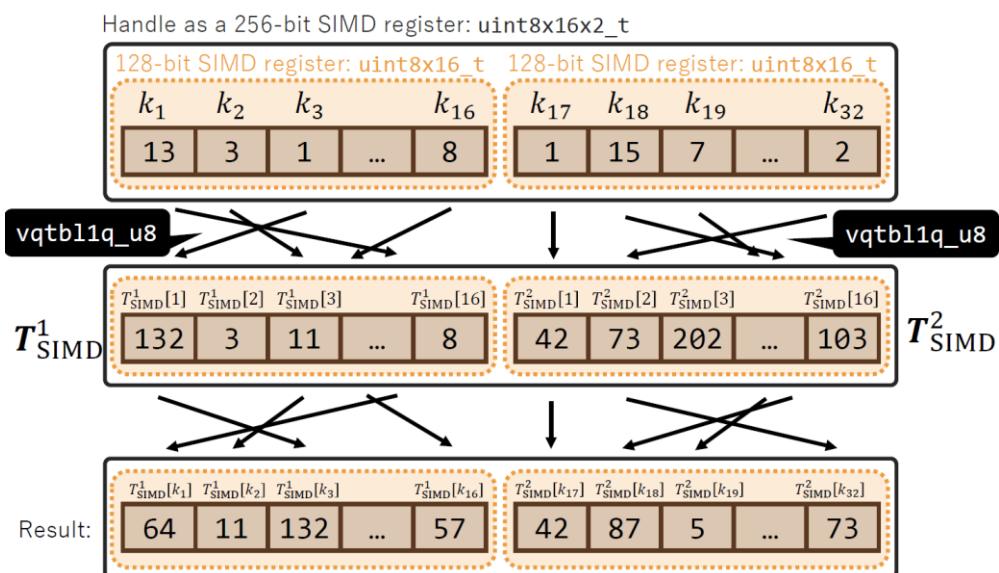 Handle as a 256-bit SIMD register: uint8x16x2_t
128-bit SIMD register: uint8x16_t 128-bit SIMD register: uint8x16_t
k₁ k₂ k₃ k₁₆ k₁₇ k₁₈ k₁₉ k₃₂
13 3 1 ... 8 1 15 7 ... 2
vqtbl1q_u8 vqtbl1q_u8
T¹SIMD[1] T¹SIMD[2] T¹SIMD[3] T¹SIMD[16] T²SIMD[1] T²SIMD[2] T²SIMD[3] T²SIMD[16]
T¹SIMD 132 3 11 ... 8 42 73 202 ... 103 T²SIMD
T¹SIMD[k₁] T¹SIMD[k₂] T¹SIMD[k₃] T¹SIMD[k₁₆] T²SIMD[k₁₇] T²SIMD[k₁₈] T²SIMD[k₁₉] T²SIMD[k₃₂]
Result: 64 11 132 ... 57 42 87 5 ... 73